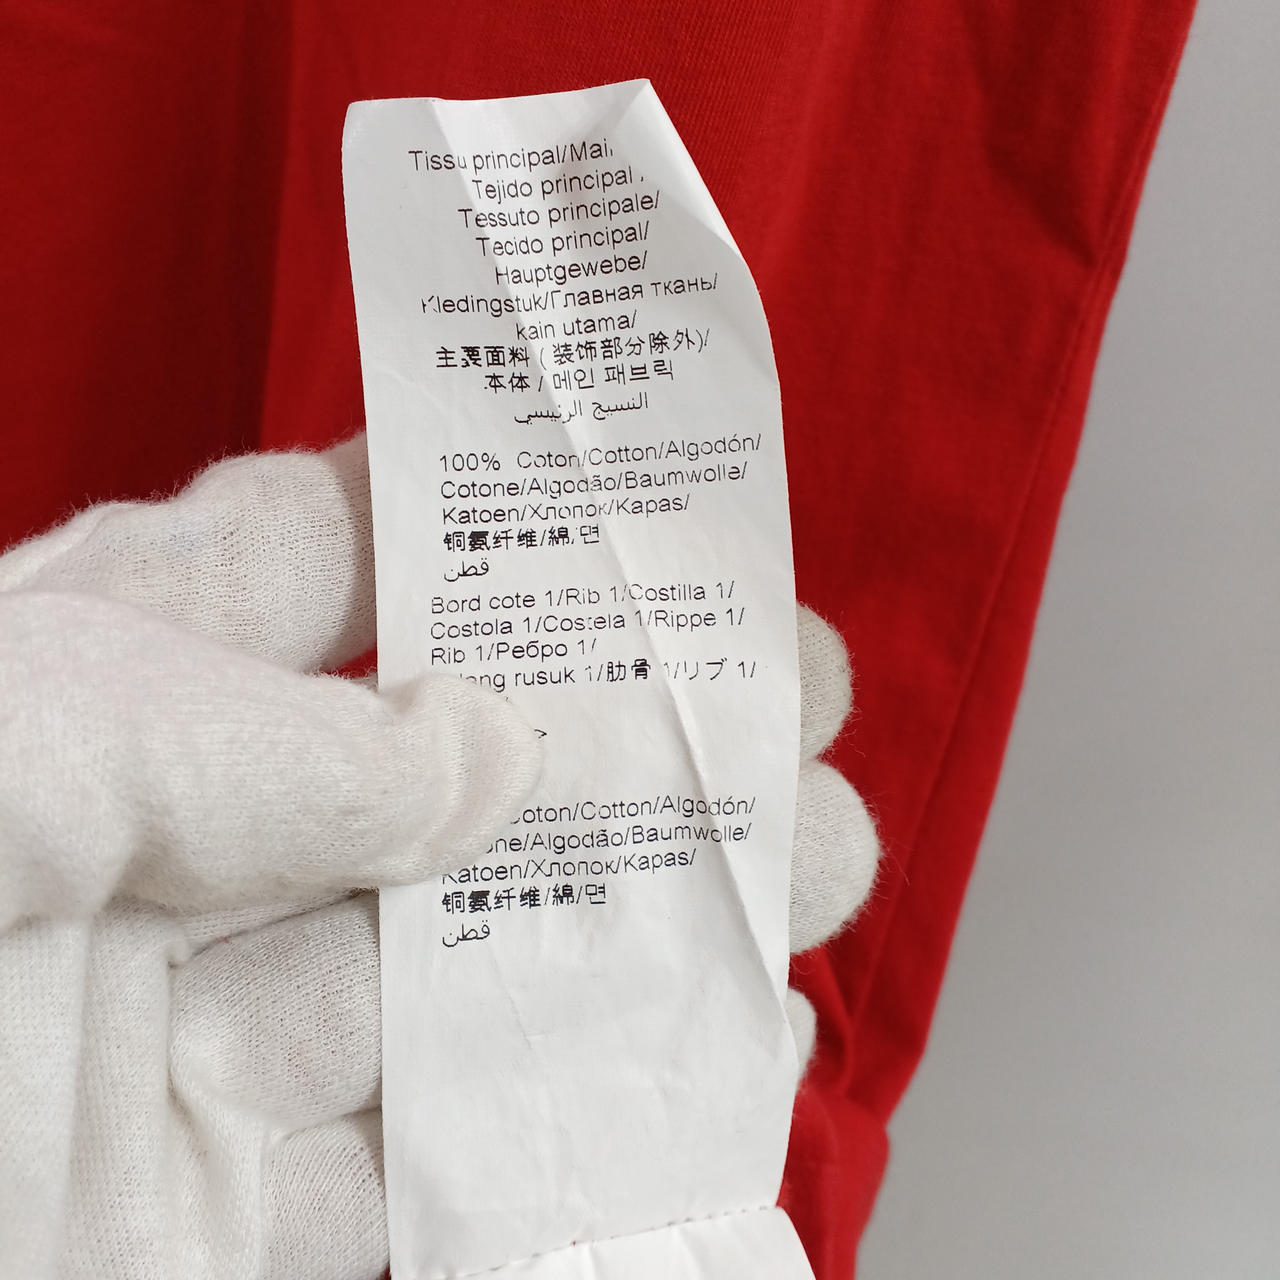 Tissu principal/Mai
Tejido principal
Tessuto principale/
Tecido principal/
Hauptgewebe/
Kledingstuk/Главная ткань/
kain utama/
主要面料 ( 装饰部分除外)/
本体 / 메인 패브릭
النسيج الرئيسي
100% Coton/Cotton/Algodón/
Cotone/Algodão/Baumwolle/
Katoen/Хлопок/Kapas/
铜氨纤维/綿/면
قطن
Bord cote 1/Rib 1/Costilla 1/
Costola 1/Costela 1/Rippe 1/
Rib 1/Ребро 1/
rusuk 1/肋骨 1/リブ 1/
oton/Cotton/Algodón/
ne/Algodão/Baumwolle/
Katoen/Хлопок/Kapas/
铜氨纤维/綿/면
قطن